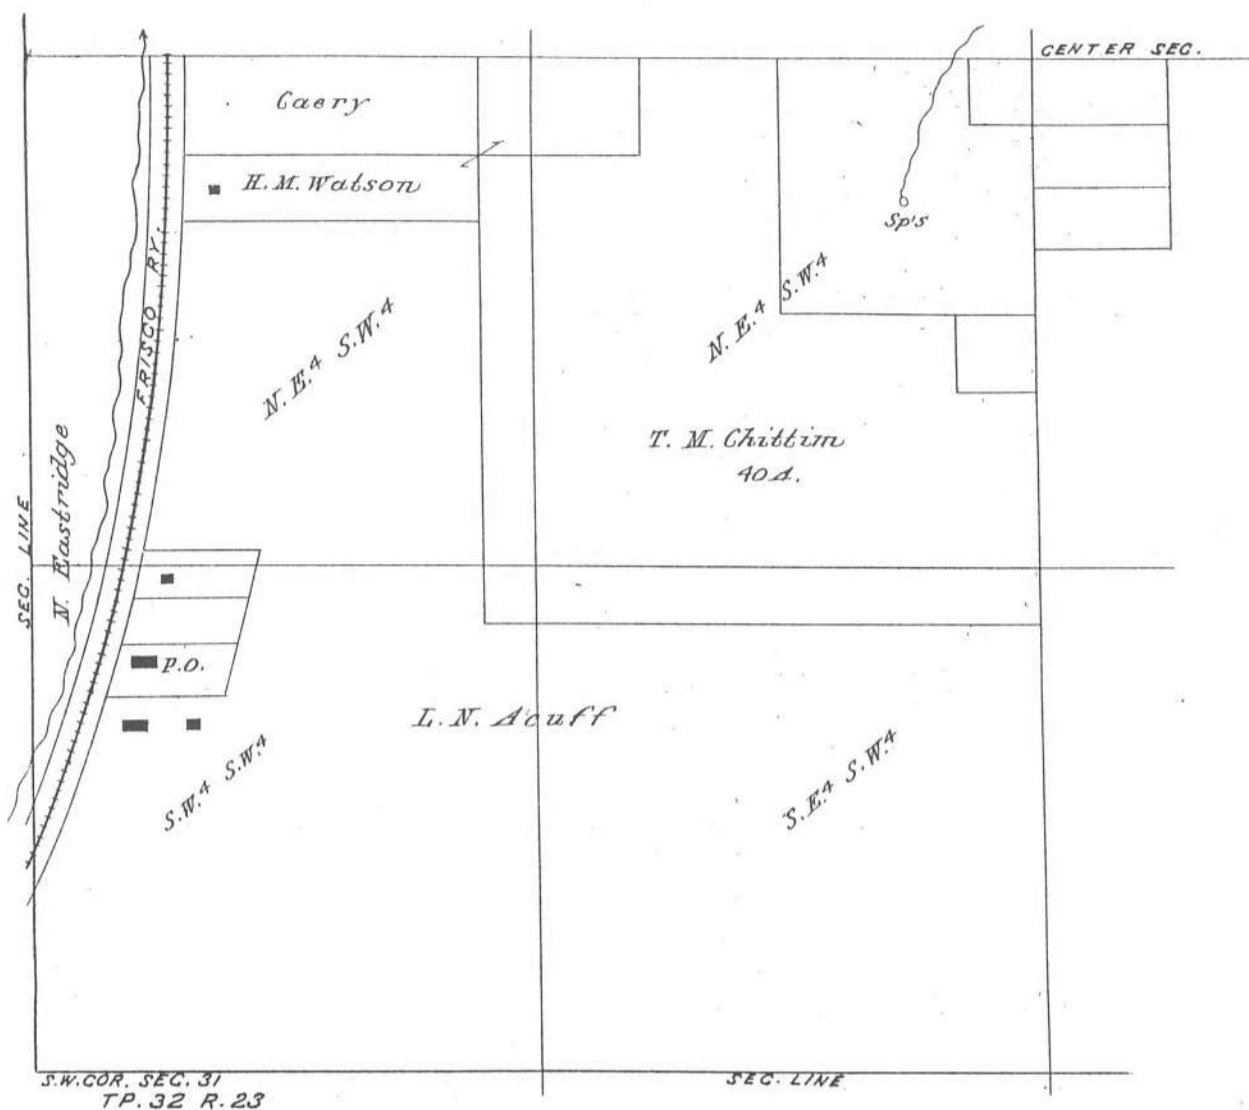 CENTER SEC.
Caery
H.M. Watson
Sp's
FRISCO RY.
N.E.4 S.W.4
N.E.4 S.W.4
T. M. Chittim
40 A.
SEC. LINE
N. Eastridge
P.O.
L.N. Acuff
S.W.4 S.W.4
S.E.4 S.W.4
S.W. COR. SEC. 31
TP. 32 R. 23
SEC. LINE